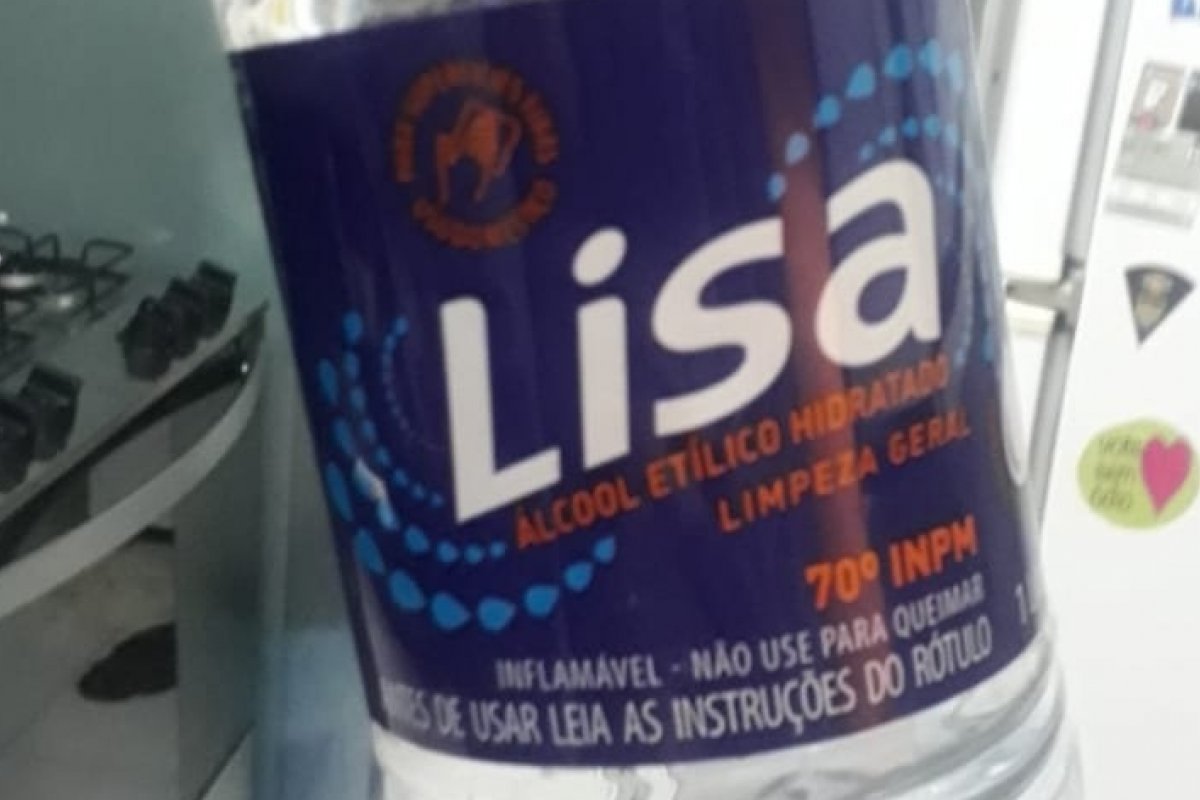 Lisa
ÁLCOOL ETÍLICO HIDRATADO
LIMPEZA GERAL
70º INPM
INFLAMÁVEL - NÃO USE PARA QUEIMAR
ANTES DE USAR LEIA AS INSTRUÇÕES DO RÓTULO